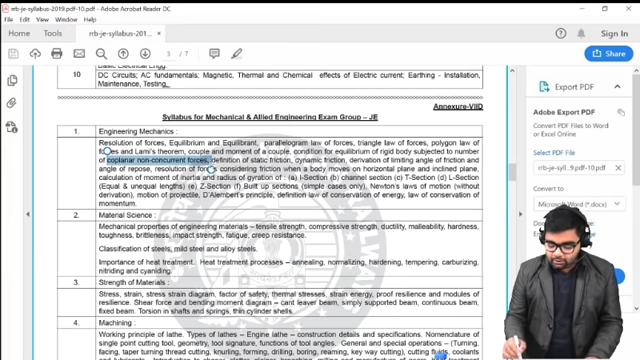 rrb-je-syllabus-2019.pdf-10.pdf - Adobe Acrobat Reader DC
File Edit View Sign Window Help
Home Tools rrb-je-syllabus-2019... ×
Sign In
/ 7
Share
Basic Electrical Engg
10 DC Circuits; AC fundamentals; Magnetic, Thermal and Chemical effects of Electric current; Earthing - Installation,
Maintenance, Testing
Annexure-VIID
Syllabus for Mechanical & Allied Engineering Exam Group – JE
1. Engineering Mechanics :
Resolution of forces, Equilibrium and Equilibrant, parallelogram law of forces, triangle law of forces, polygon law of
forces and Lami's theorem, couple and moment of a couple, condition for equilibrium of rigid body subjected to number
of coplanar non-concurrent forces, definition of static friction, dynamic friction, derivation of limiting angle of friction and
angle of repose, resolution of forces considering friction when a body moves on horizontal plane and inclined plane,
calculation of moment of inertia and radius of gyration of : (a) I-Section (b) channel section (c) T-Section (d) L-Section
(Equal & unequal lengths) (e) Z-Section (f) Built up sections (simple cases only), Newton's laws of motion (without
derivation), motion of projectile, D'Alembert's principle, definition law of conservation of energy, law of conservation of
momentum.
2. Material Science :
Mechanical properties of engineering materials – tensile strength, compressive strength, ductility, malleability, hardness,
toughness, brittleness, impact strength, fatigue, creep resistance.
Classification of steels, mild steel and alloy steels.
Importance of heat treatment. Heat treatment processes – annealing, normalizing, hardening, tempering, carburizing,
nitriding and cyaniding.
3. Strength of Materials :
Stress, strain, stress strain diagram, factor of safety, thermal stresses, strain energy, proof resilience and modules of
resilience. Shear force and bending moment diagram – cant leaver beam, simply supported beam, continuous beam,
fixed beam. Torsion in shafts and springs, thin cylinder shells.
4. Machining :
Working principle of lathe. Types of lathes – Engine lathe – construction details and specifications. Nomenclature of
single point cutting tool, geometry, tool signature, functions of tool angles. General and special operations – (Turning,
facing, taper turning thread cutting, knurling, forming, drilling, boring, reaming, key way cutting), cutting fluids, coolants
Export PDF
Adobe Export PDF
Convert PDF Files to Word
or Excel Online
rrb-je-syll...9.pdf-10.pdf ×
Convert to
Microsoft Word (*.docx)